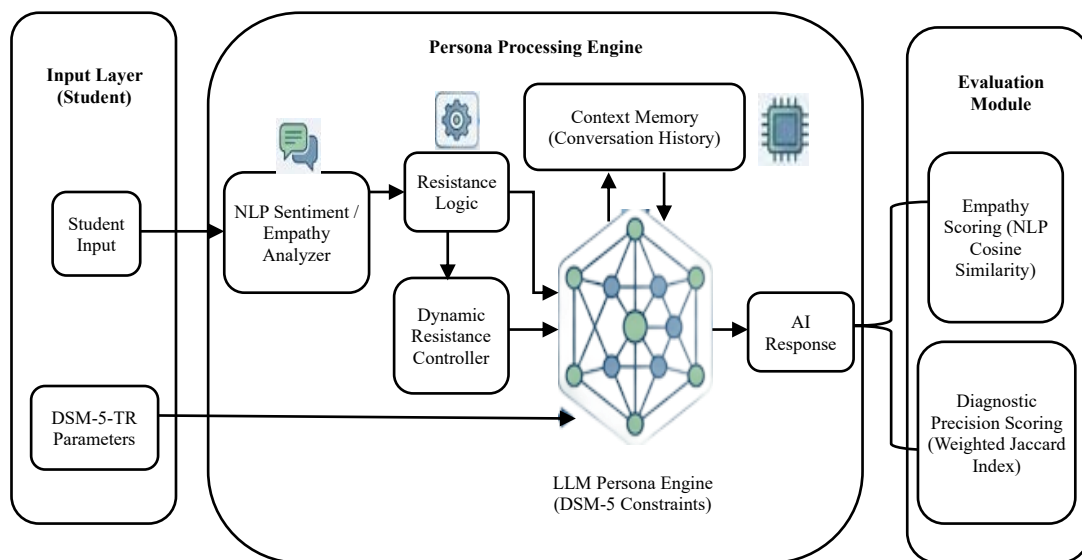 Input Layer
(Student)
Student
Input
DSM-5-TR
Parameters
Persona Processing Engine
NLP Sentiment /
Empathy
Analyzer
Resistance
Logic
Dynamic
Resistance
Controller
Context Memory
(Conversation History)
LLM Persona Engine
(DSM-5 Constraints)
AI
Response
Evaluation
Module
Empathy
Scoring (NLP
Cosine
Similarity)
Diagnostic
Precision Scoring
(Weighted Jaccard
Index)